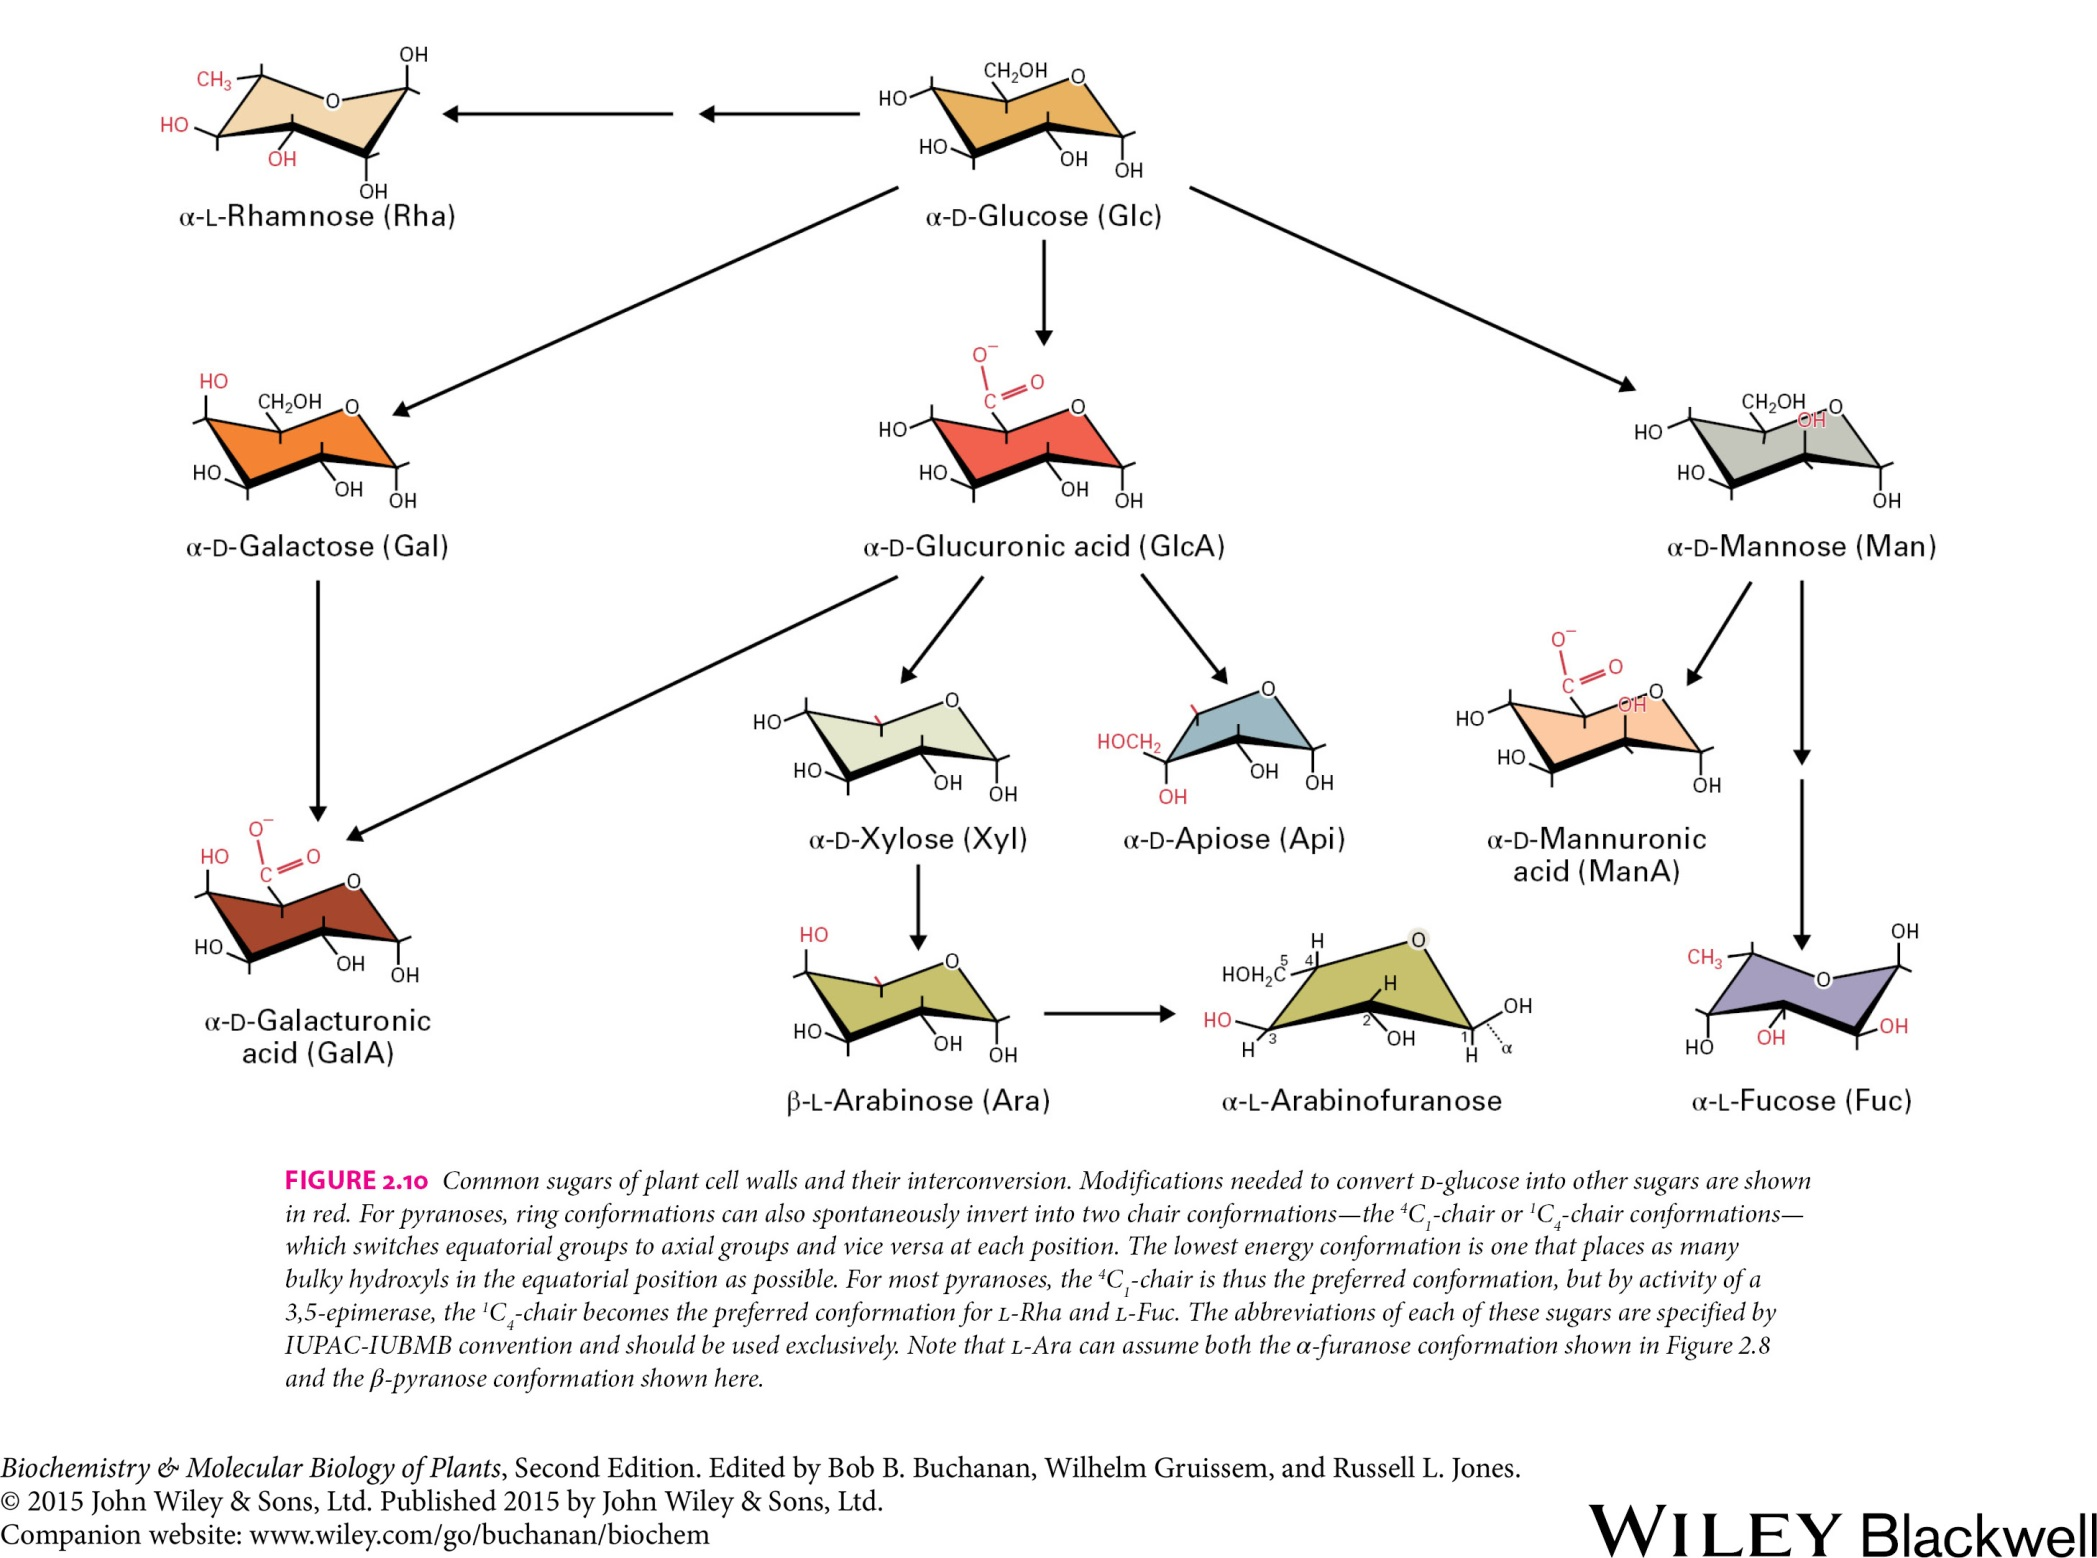 CH₃
OH
O
HO
OH
OH
α-L-Rhamnose (Rha)
CH₂OH
O
HO
HO
OH
OH
α-D-Glucose (Glc)
HO
CH₂OH
O
HO
OH
OH
α-D-Galactose (Gal)
O⁻
C
O
O
HO
HO
OH
OH
α-D-Glucuronic acid (GlcA)
CH₂OH
O
OH
HO
HO
OH
α-D-Mannose (Man)
O
HO
HO
OH
OH
α-D-Xylose (Xyl)
O
HOCH₂
OH
OH
OH
α-D-Apiose (Api)
O⁻
C
O
O
OH
HO
HO
OH
α-D-Mannuronic
acid (ManA)
O⁻
HO
C
O
O
HO
OH
OH
α-D-Galacturonic
acid (GalA)
HO
O
HO
OH
OH
β-L-Arabinose (Ara)
H
O
HOH₂C
5
4
H
HO
OH
2
OH
H
3
1
H
α
α-L-Arabinofuranose
OH
CH₃
O
HO
OH
OH
α-L-Fucose (Fuc)
FIGURE 2.10 Common sugars of plant cell walls and their interconversion. Modifications needed to convert D-glucose into other sugars are shown
in red. For pyranoses, ring conformations can also spontaneously invert into two chair conformations—the ⁴C₁-chair or ¹C₄-chair conformations—
which switches equatorial groups to axial groups and vice versa at each position. The lowest energy conformation is one that places as many
bulky hydroxyls in the equatorial position as possible. For most pyranoses, the ⁴C₁-chair is thus the preferred conformation, but by activity of a
3,5-epimerase, the ¹C₄-chair becomes the preferred conformation for L-Rha and L-Fuc. The abbreviations of each of these sugars are specified by
IUPAC-IUBMB convention and should be used exclusively. Note that L-Ara can assume both the α-furanose conformation shown in Figure 2.8
and the β-pyranose conformation shown here.
Biochemistry & Molecular Biology of Plants, Second Edition. Edited by Bob B. Buchanan, Wilhelm Gruissem, and Russell L. Jones.
© 2015 John Wiley & Sons, Ltd. Published 2015 by John Wiley & Sons, Ltd.
Companion website: www.wiley.com/go/buchanan/biochem
WILEY Blackwell